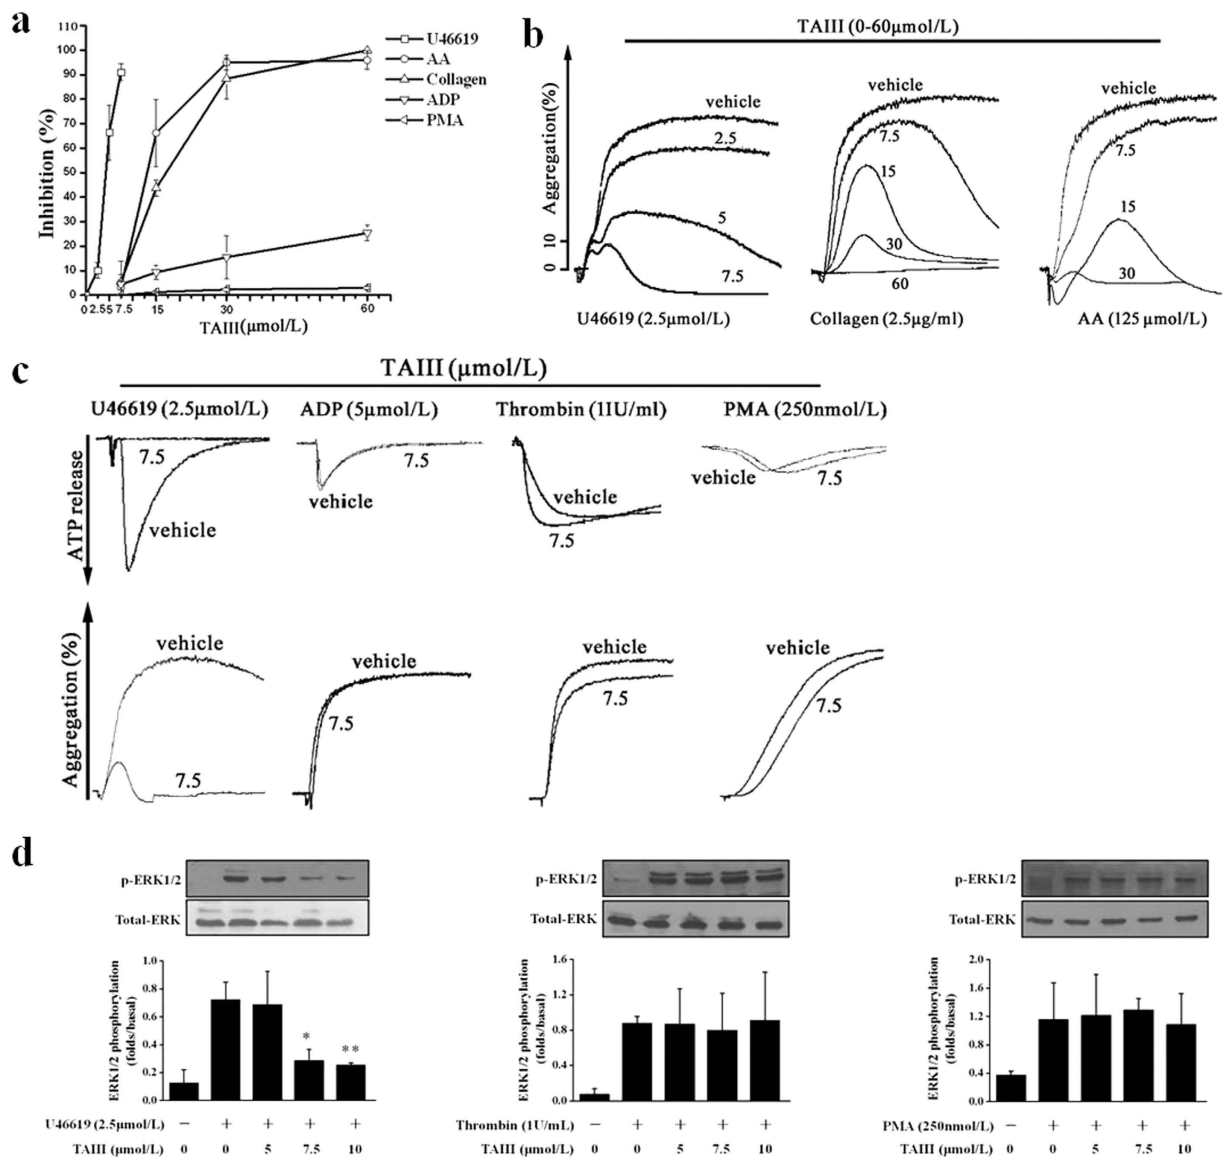 a
110
100
90
80
70
60
50
40
30
20
10
0
Inhibition (%)
0 2.5 5 7.5 15 30 60
TAIII(μmol/L)
U46619
AA
Collagen
ADP
PMA
b
TAIII (0-60μmol/L)
Aggregation(%)
10
0
vehicle
2.5
5
7.5
U46619 (2.5μmol/L)
vehicle
7.5
15
30
60
Collagen (2.5μg/ml)
vehicle
7.5
15
30
AA (125 μmol/L)
c
TAIII (μmol/L)
U46619 (2.5μmol/L) ADP (5μmol/L) Thrombin (1IU/ml) PMA (250nmol/L)
ATP release
7.5
vehicle
7.5
vehicle
vehicle
7.5
vehicle
7.5
Aggregation (%)
vehicle
7.5
vehicle
7.5
vehicle
7.5
vehicle
7.5
d
p-ERK1/2
Total-ERK
ERK1/2 phosphorylation
(folds/basal)
1.0
0.8
0.6
0.4
0.2
0.0
*
**
U46619 (2.5μmol/L) − + + + +
TAIII (μmol/L) 0 0 5 7.5 10
p-ERK1/2
Total-ERK
ERK1/2 phosphorylation
(folds/basal)
1.6
1.2
0.8
0.4
0.0
Thrombin (1U/mL) − + + + +
TAIII (μmol/L) 0 0 5 7.5 10
p-ERK1/2
Total-ERK
ERK1/2 phosphorylation
(folds/basal)
2.0
1.6
1.2
0.8
0.4
0.0
PMA (250nmol/L) − + + + +
TAIII (μmol/L) 0 0 5 7.5 10